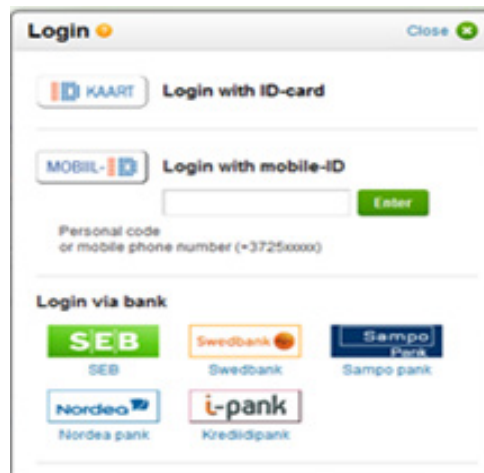 Login
Close
ID KAART
Login with ID-card
MOBIIL-ID
Login with mobile-ID
Enter
Personal code
or mobile phone number (+3725xxxxx)
Login via bank
SEB
Swedbank
Sampo
Pank
SEB
Swedbank
Sampo pank
Nordea
i-pank
Nordea pank
Krediidipank